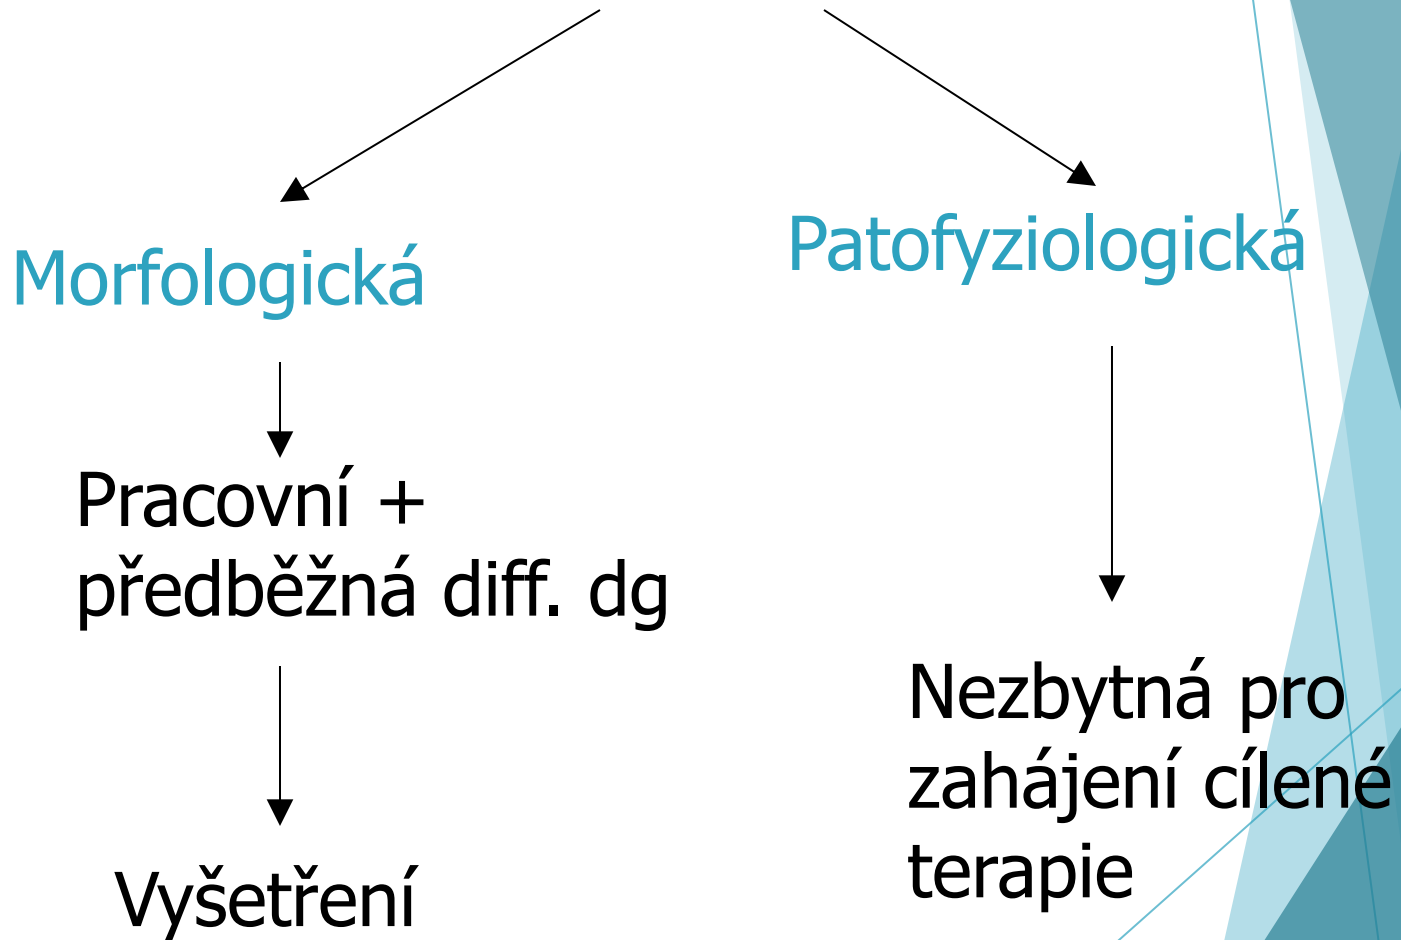 Morfologická
Patofyziologická
Pracovní +
předběžná diff. dg
Nezbytná pro
zahájení cílené
terapie
Vyšetření